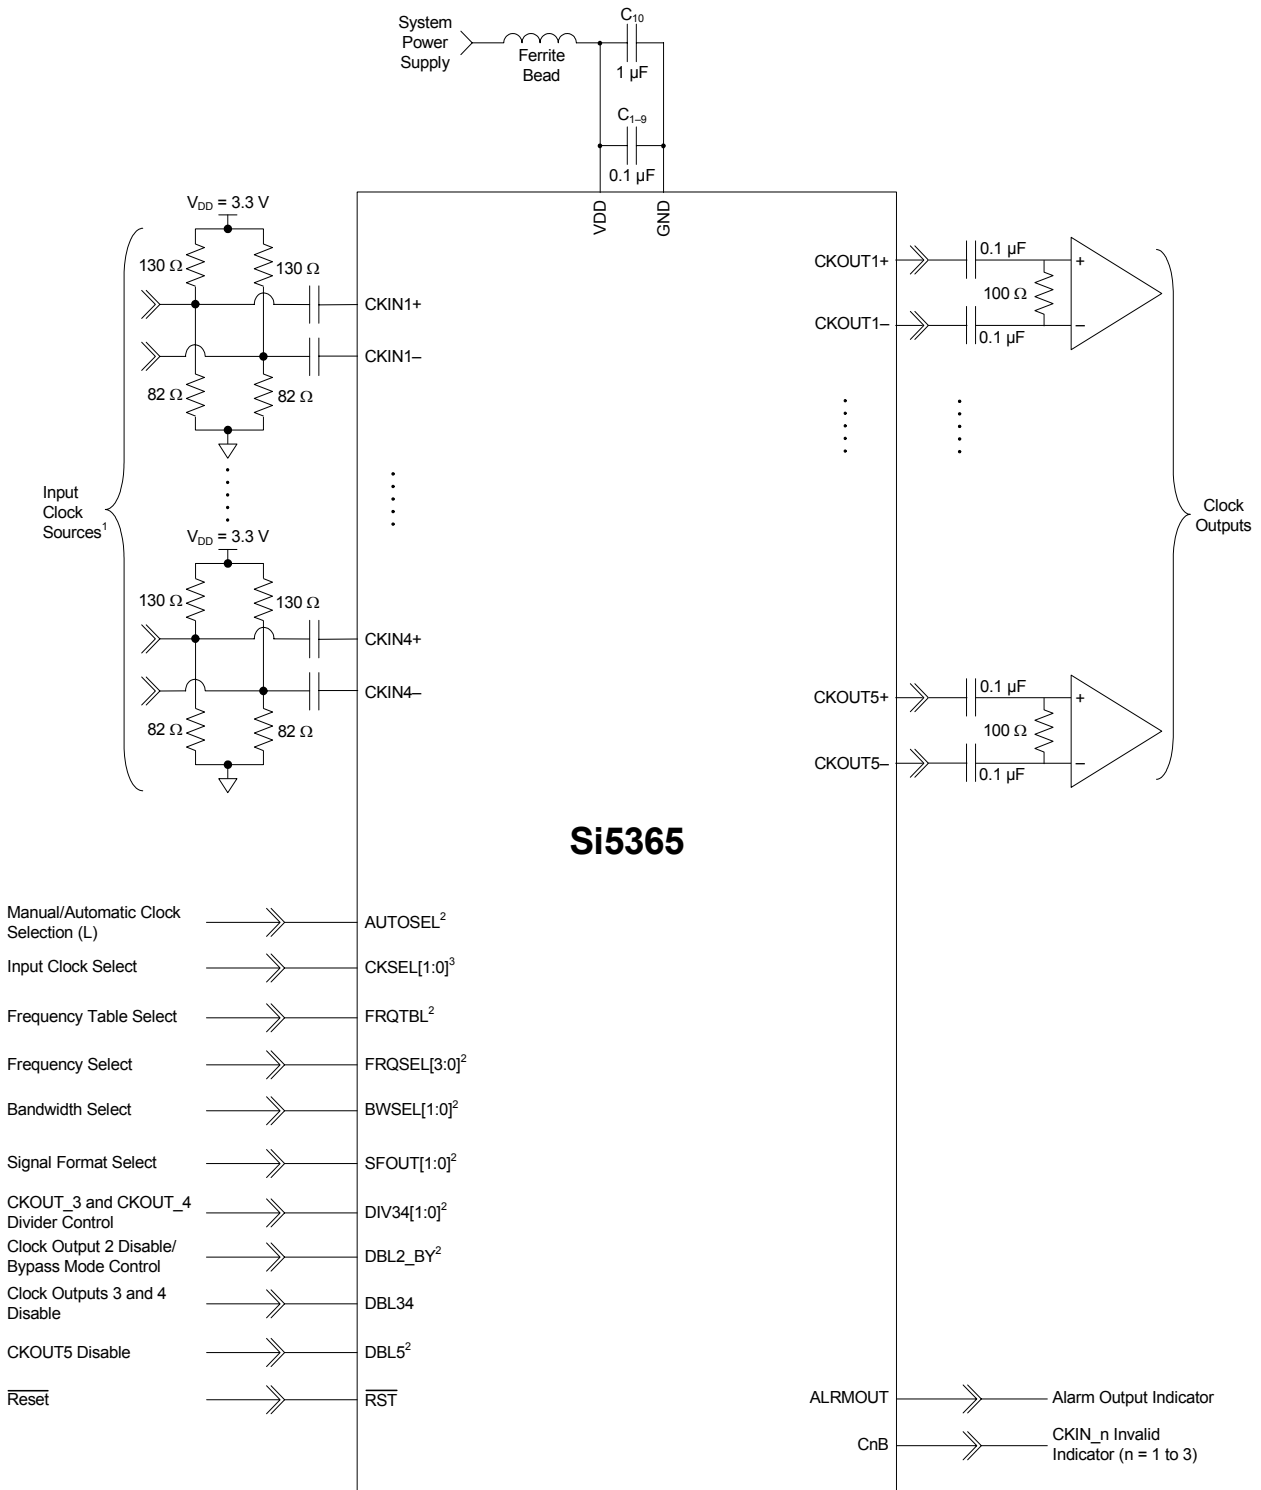 System
Power
Supply
Ferrite
Bead
C₁₀
1 µF
C₁₋₉
0.1 µF
VDD
GND
V_DD = 3.3 V
130 Ω
130 Ω
CKIN1+
CKIN1–
82 Ω
82 Ω
Input
Clock
Sources¹
V_DD = 3.3 V
130 Ω
130 Ω
CKIN4+
CKIN4–
82 Ω
82 Ω
CKOUT1+
0.1 µF
+
100 Ω
CKOUT1–
–
0.1 µF
Clock
Outputs
CKOUT5+
0.1 µF
+
100 Ω
CKOUT5–
–
0.1 µF
Si5365
Manual/Automatic Clock
Selection (L)
AUTOSEL²
Input Clock Select
CKSEL[1:0]³
Frequency Table Select
FRQTBL²
Frequency Select
FRQSEL[3:0]²
Bandwidth Select
BWSEL[1:0]²
Signal Format Select
SFOUT[1:0]²
CKOUT_3 and CKOUT_4
Divider Control
DIV34[1:0]²
Clock Output 2 Disable/
Bypass Mode Control
DBL2_BY²
Clock Outputs 3 and 4
Disable
DBL34
CKOUT5 Disable
DBL5²
Reset
RST
ALRMOUT
Alarm Output Indicator
CnB
CKIN_n Invalid
Indicator (n = 1 to 3)